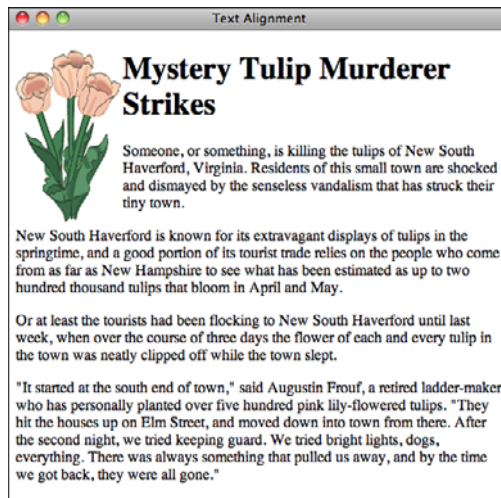 Text Alignment
Mystery Tulip Murderer
Strikes
Someone, or something, is killing the tulips of New South
Haverford, Virginia. Residents of this small town are shocked
and dismayed by the senseless vandalism that has struck their
tiny town.
New South Haverford is known for its extravagant displays of tulips in the
springtime, and a good portion of its tourist trade relies on the people who come
from as far as New Hampshire to see what has been estimated as up to two
hundred thousand tulips that bloom in April and May.
Or at least the tourists had been flocking to New South Haverford until last
week, when over the course of three days the flower of each and every tulip in
the town was neatly clipped off while the town slept.
"It started at the south end of town," said Augustin Frouf, a retired ladder-maker
who has personally planted over five hundred pink lily-flowered tulips. "They
hit the houses up on Elm Street, and moved down into town from there. After
the second night, we tried keeping guard. We tried bright lights, dogs,
everything. There was always something that pulled us away, and by the time
we got back, they were all gone."